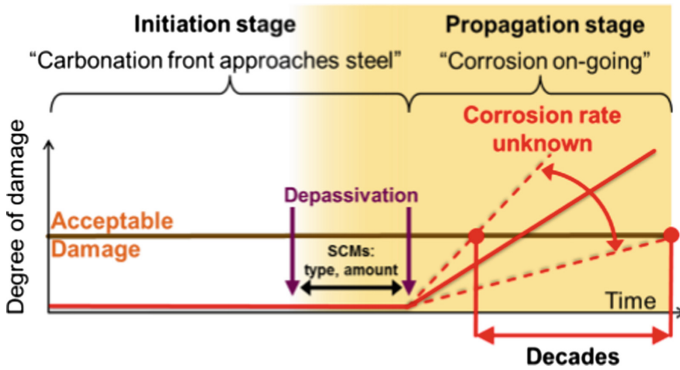 Initiation stage
Propagation stage
“Carbonation front approaches steel”
“Corrosion on-going”
Corrosion rate
unknown
Degree of damage
Depassivation
Acceptable
Damage
SCMs:
type, amount
Time
Decades